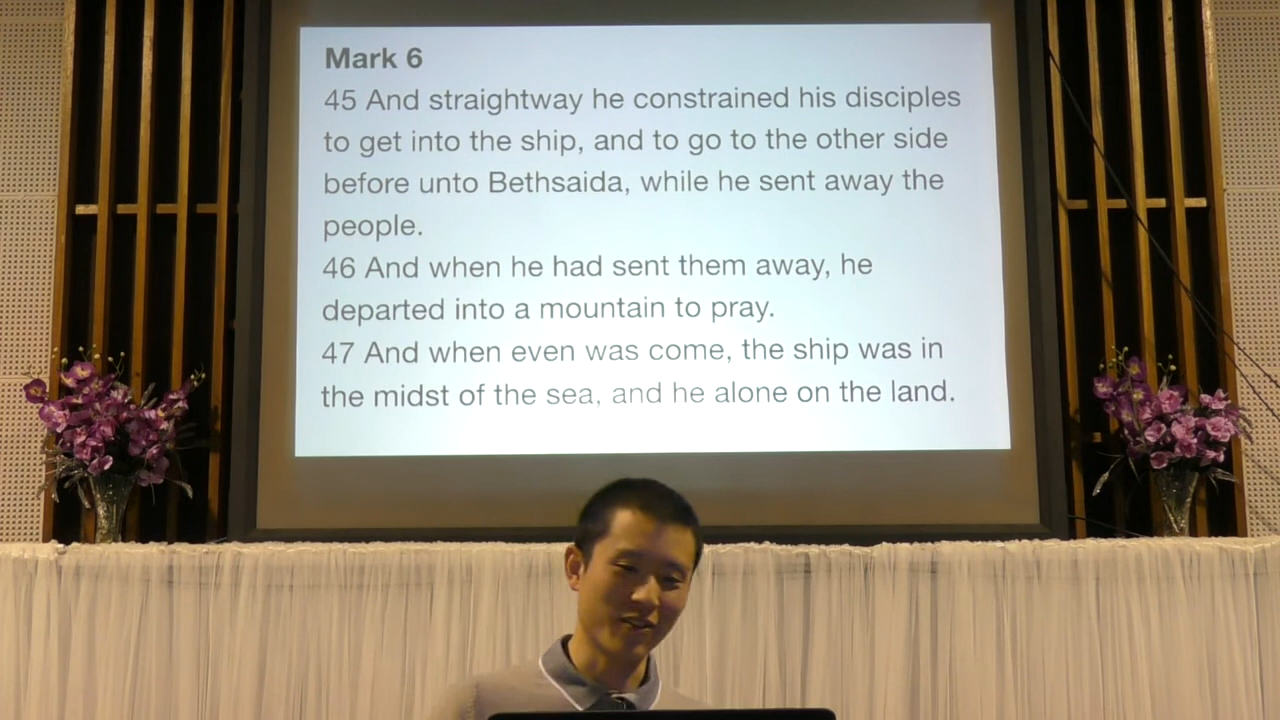 Mark 6
45 And straightway he constrained his disciples
to get into the ship, and to go to the other side
before unto Bethsaida, while he sent away the
people.
46 And when he had sent them away, he
departed into a mountain to pray.
47 And when even was come, the ship was in
the midst of the sea, and he alone on the land.